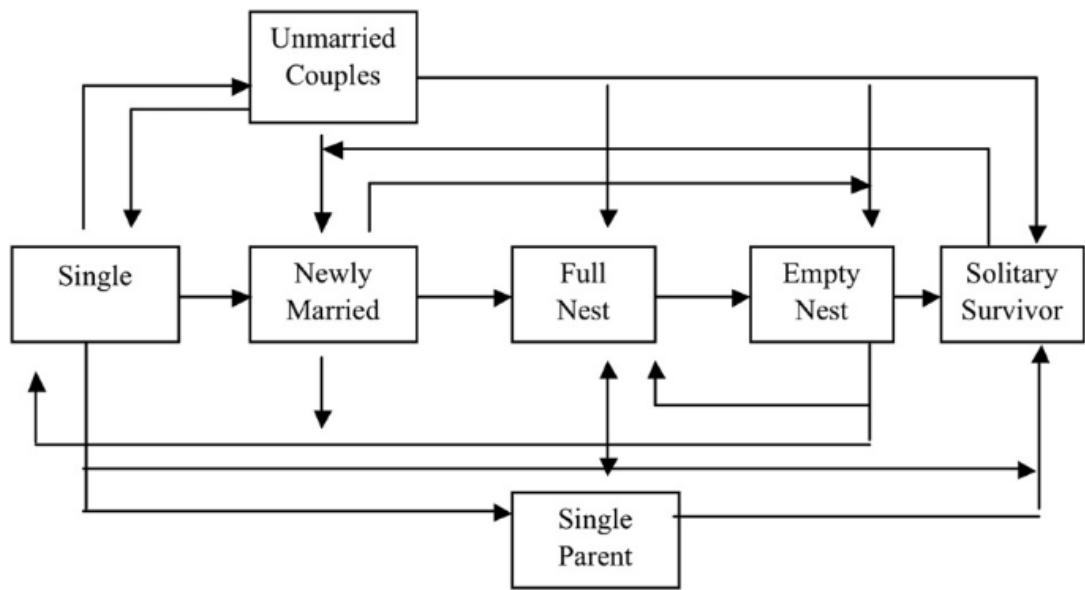 Unmarried
Couples
Single
Newly
Married
Full
Nest
Empty
Nest
Solitary
Survivor
Single
Parent